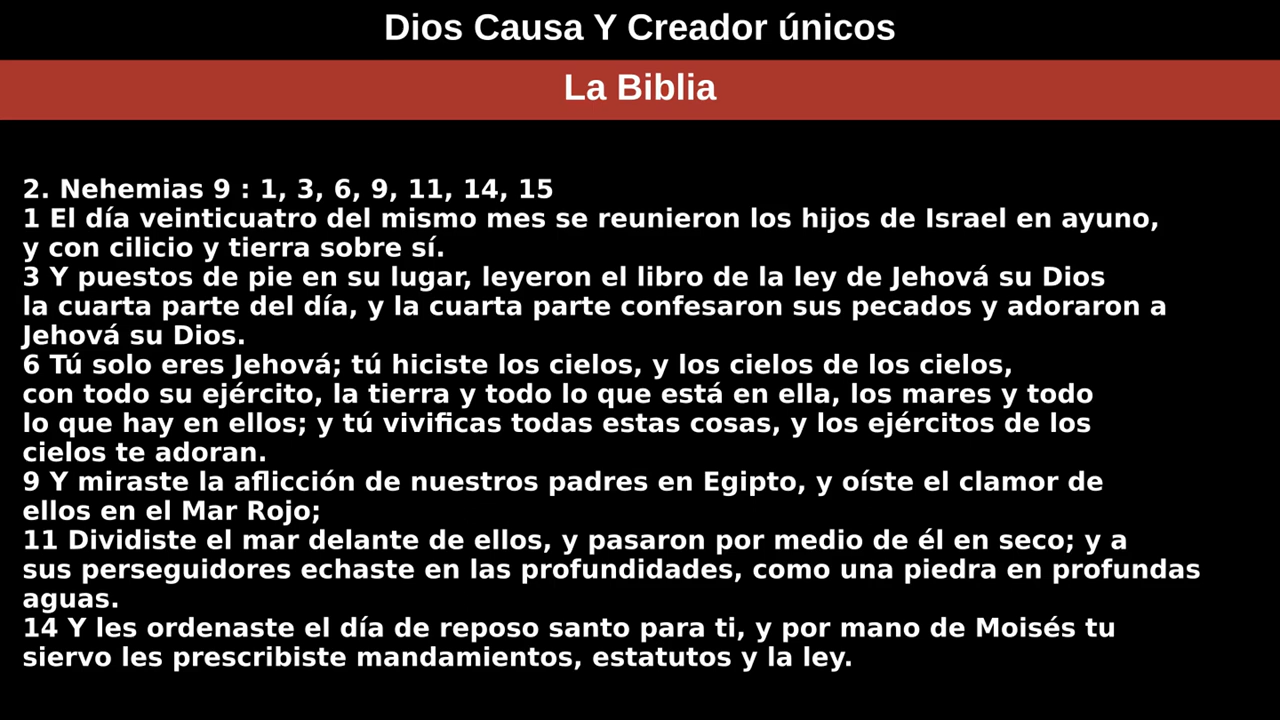 Dios Causa Y Creador únicos
La Biblia
2. Nehemias 9 : 1, 3, 6, 9, 11, 14, 15
1 El día veinticuatro del mismo mes se reunieron los hijos de Israel en ayuno,
y con cilicio y tierra sobre sí.
3 Y puestos de pie en su lugar, leyeron el libro de la ley de Jehová su Dios
la cuarta parte del día, y la cuarta parte confesaron sus pecados y adoraron a
Jehová su Dios.
6 Tú solo eres Jehová; tú hiciste los cielos, y los cielos de los cielos,
con todo su ejército, la tierra y todo lo que está en ella, los mares y todo
lo que hay en ellos; y tú vivificas todas estas cosas, y los ejércitos de los
cielos te adoran.
9 Y miraste la aflicción de nuestros padres en Egipto, y oíste el clamor de
ellos en el Mar Rojo;
11 Dividiste el mar delante de ellos, y pasaron por medio de él en seco; y a
sus perseguidores echaste en las profundidades, como una piedra en profundas
aguas.
14 Y les ordenaste el día de reposo santo para ti, y por mano de Moisés tu
siervo les prescribiste mandamientos, estatutos y la ley.